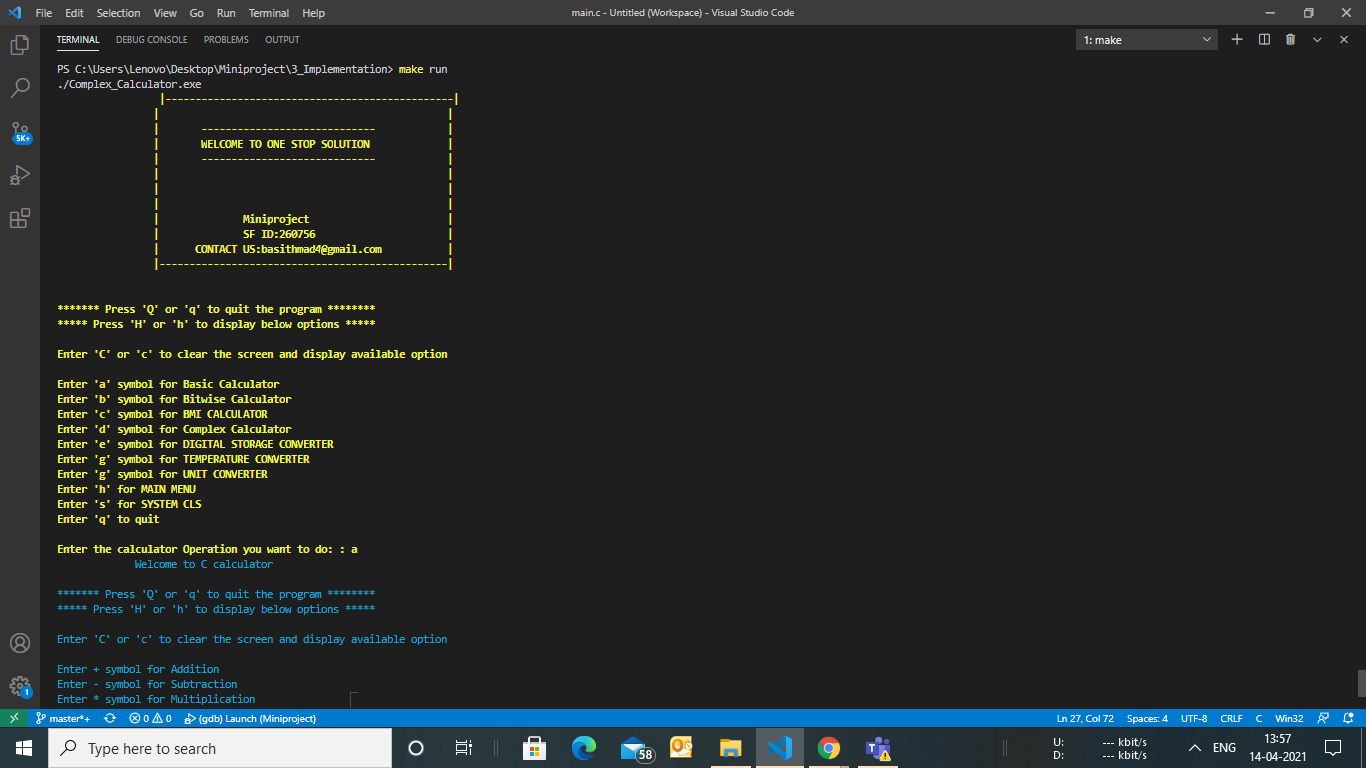 File Edit Selection View Go Run Terminal Help
main.c - Untitled (Workspace) - Visual Studio Code
TERMINAL DEBUG CONSOLE PROBLEMS OUTPUT
1: make
5K+
PS C:\Users\Lenovo\Desktop\Miniproject\3_Implementation> make run
./Complex_Calculator.exe
|------------------------------------------------|
| |
| ----------------------------- |
| WELCOME TO ONE STOP SOLUTION |
| ----------------------------- |
| |
| |
| |
| Miniproject |
| SF ID:260756 |
| CONTACT US:basithmad4@gmail.com |
|------------------------------------------------|
******* Press 'Q' or 'q' to quit the program ********
***** Press 'H' or 'h' to display below options *****
Enter 'C' or 'c' to clear the screen and display available option
Enter 'a' symbol for Basic Calculator
Enter 'b' symbol for Bitwise Calculator
Enter 'c' symbol for BMI CALCULATOR
Enter 'd' symbol for Complex Calculator
Enter 'e' symbol for DIGITAL STORAGE CONVERTER
Enter 'g' symbol for TEMPERATURE CONVERTER
Enter 'g' symbol for UNIT CONVERTER
Enter 'h' for MAIN MENU
Enter 's' for SYSTEM CLS
Enter 'q' to quit
Enter the calculator Operation you want to do: : a
Welcome to C calculator
******* Press 'Q' or 'q' to quit the program ********
***** Press 'H' or 'h' to display below options *****
Enter 'C' or 'c' to clear the screen and display available option
Enter + symbol for Addition
Enter - symbol for Subtraction
Enter * symbol for Multiplication
1
master*+ 0 0 (gdb) Launch (Miniproject) Ln 27, Col 72 Spaces: 4 UTF-8 CRLF C Win32
Type here to search
58
U: --- kbit/s
D: --- kbit/s
ENG
13:57
14-04-2021